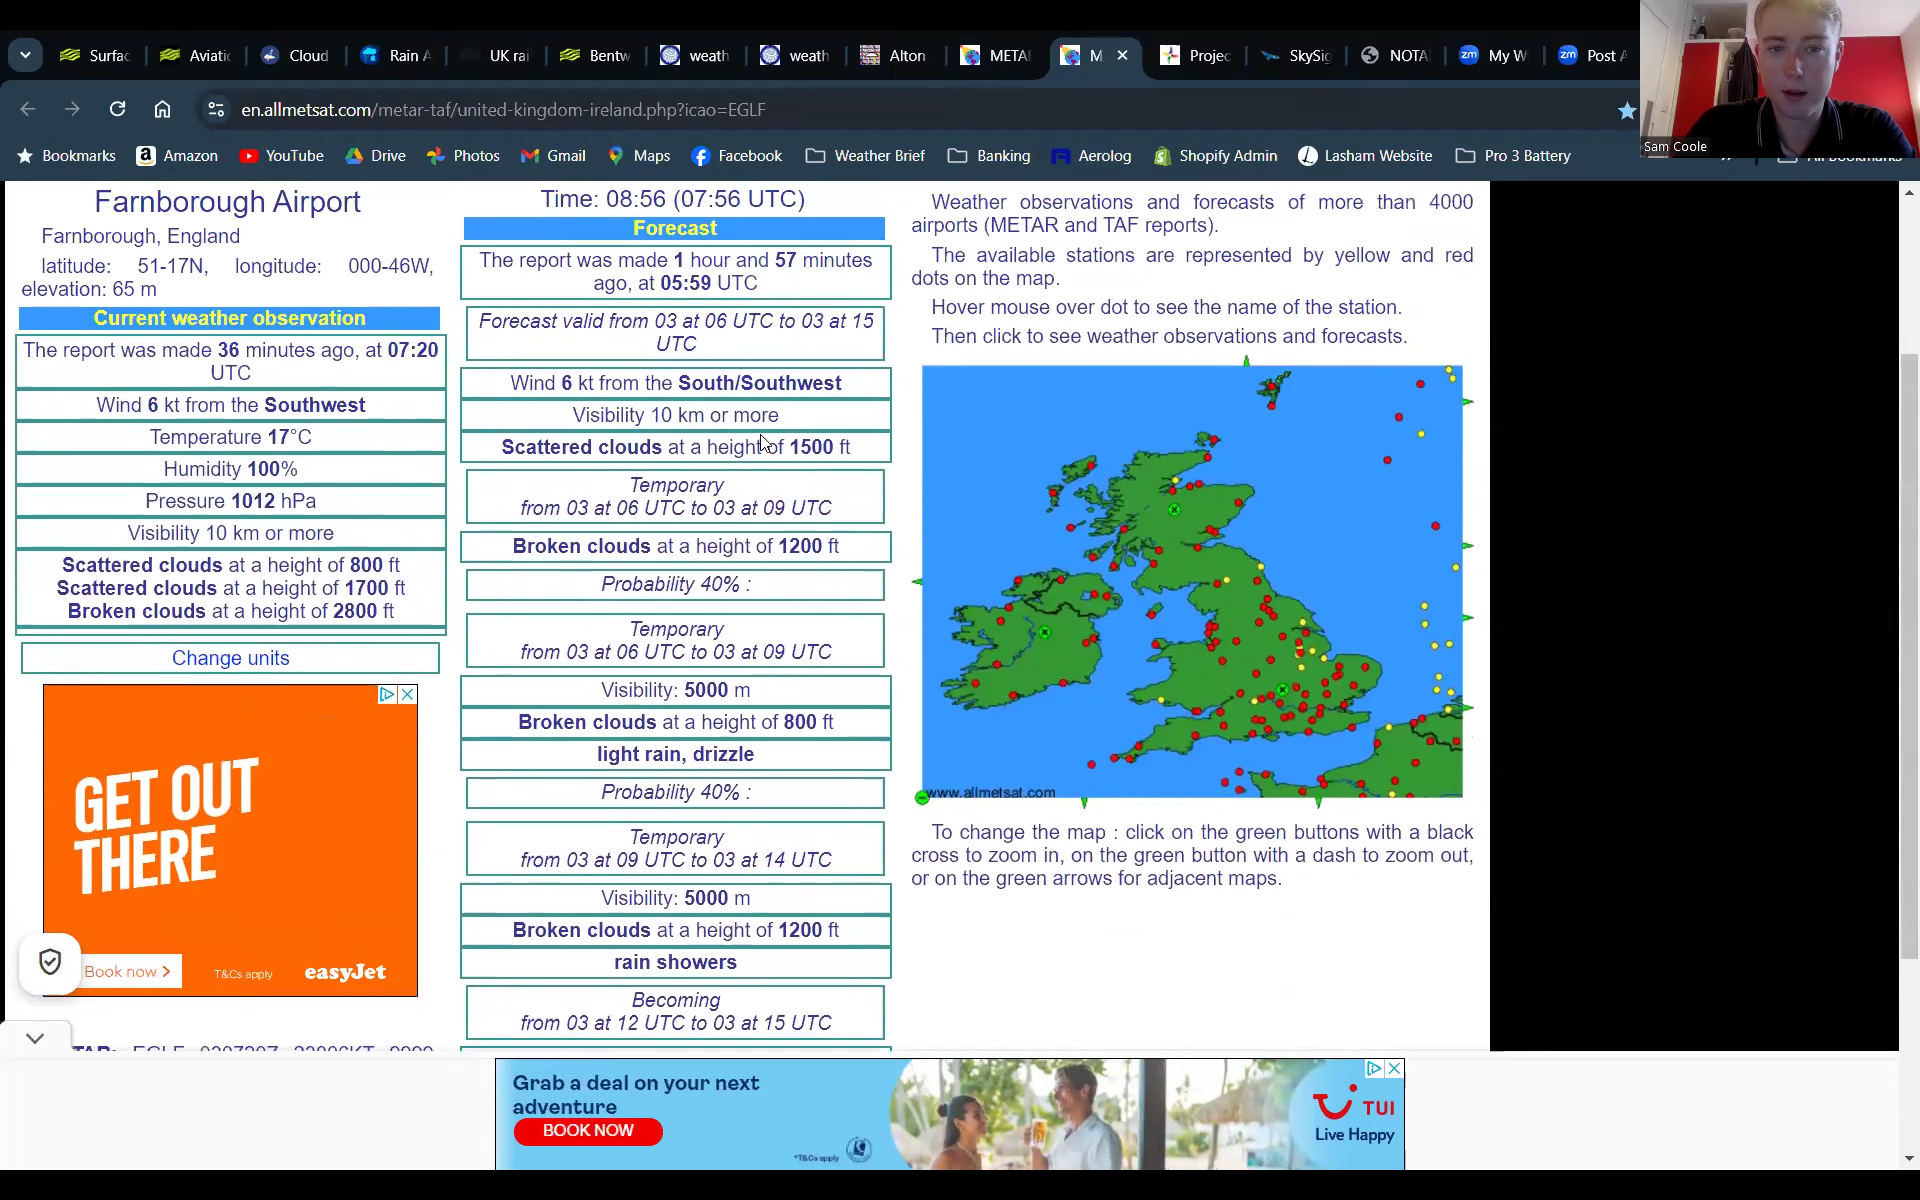 Surfac
Aviatio
Cloud
Rain A
UK rai
Bentw
weath
weath
Alton
META
M
Projec
SkySig
NOTA
My W
Post A
en.allmetsat.com/metar-taf/united-kingdom-ireland.php?icao=EGLF
Bookmarks
Amazon
YouTube
Drive
Photos
Gmail
Maps
Facebook
Weather Brief
Banking
Aerolog
Shopify Admin
Lasham Website
Pro 3 Battery
All Bookmarks
Sam Coole
Farnborough Airport
Farnborough, England
latitude: 51-17N, longitude: 000-46W,
elevation: 65 m
Current weather observation
The report was made 36 minutes ago, at 07:20
UTC
Wind 6 kt from the Southwest
Temperature 17°C
Humidity 100%
Pressure 1012 hPa
Visibility 10 km or more
Scattered clouds at a height of 800 ft
Scattered clouds at a height of 1700 ft
Broken clouds at a height of 2800 ft
Change units
GET OUT
THERE
Book now >
T&Cs apply
easyJet
Time: 08:56 (07:56 UTC)
Forecast
The report was made 1 hour and 57 minutes
ago, at 05:59 UTC
Forecast valid from 03 at 06 UTC to 03 at 15
UTC
Wind 6 kt from the South/Southwest
Visibility 10 km or more
Scattered clouds at a height of 1500 ft
Temporary
from 03 at 06 UTC to 03 at 09 UTC
Broken clouds at a height of 1200 ft
Probability 40% :
Temporary
from 03 at 06 UTC to 03 at 09 UTC
Visibility: 5000 m
Broken clouds at a height of 800 ft
light rain, drizzle
Probability 40% :
Temporary
from 03 at 09 UTC to 03 at 14 UTC
Visibility: 5000 m
Broken clouds at a height of 1200 ft
rain showers
Becoming
from 03 at 12 UTC to 03 at 15 UTC
Weather observations and forecasts of more than 4000
airports (METAR and TAF reports).
The available stations are represented by yellow and red
dots on the map.
Hover mouse over dot to see the name of the station.
Then click to see weather observations and forecasts.
www.allmetsat.com
To change the map : click on the green buttons with a black
cross to zoom in, on the green button with a dash to zoom out,
or on the green arrows for adjacent maps.
Grab a deal on your next
adventure
BOOK NOW
*T&Cs apply
TUI
Live Happy